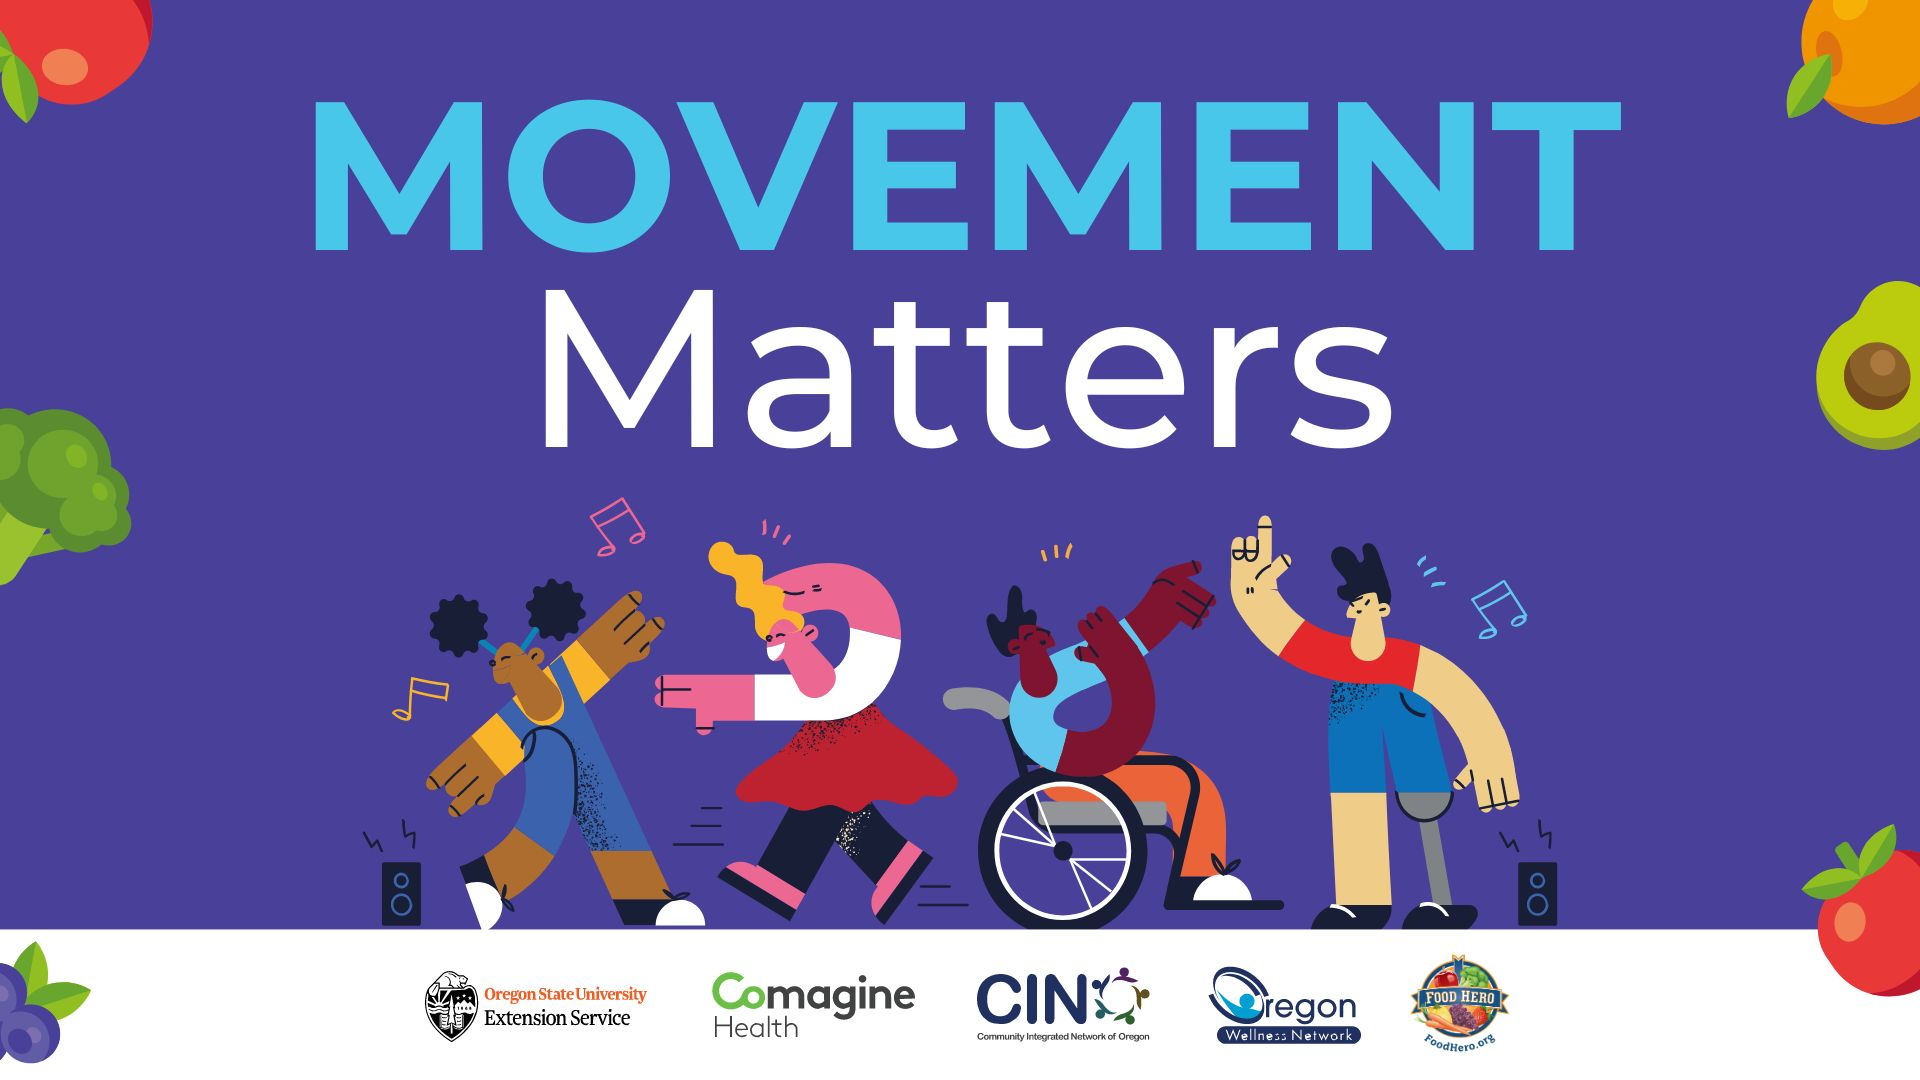 MOVEMENT
Matters
Oregon State University
Extension Service
Comagine
Health
CINO
Community Integrated Network of Oregon
Oregon
Wellness Network
FOOD HERO
FoodHero.org